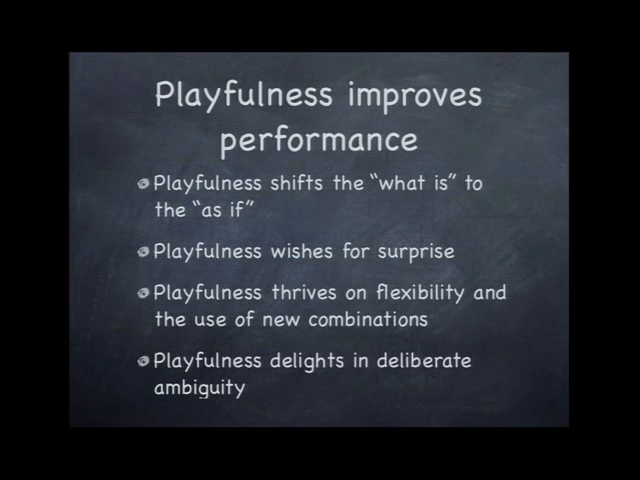 Playfulness improves
performance
Playfulness shifts the “what is” to
the “as if”
Playfulness wishes for surprise
Playfulness thrives on flexibility and
the use of new combinations
Playfulness delights in deliberate
ambiguity